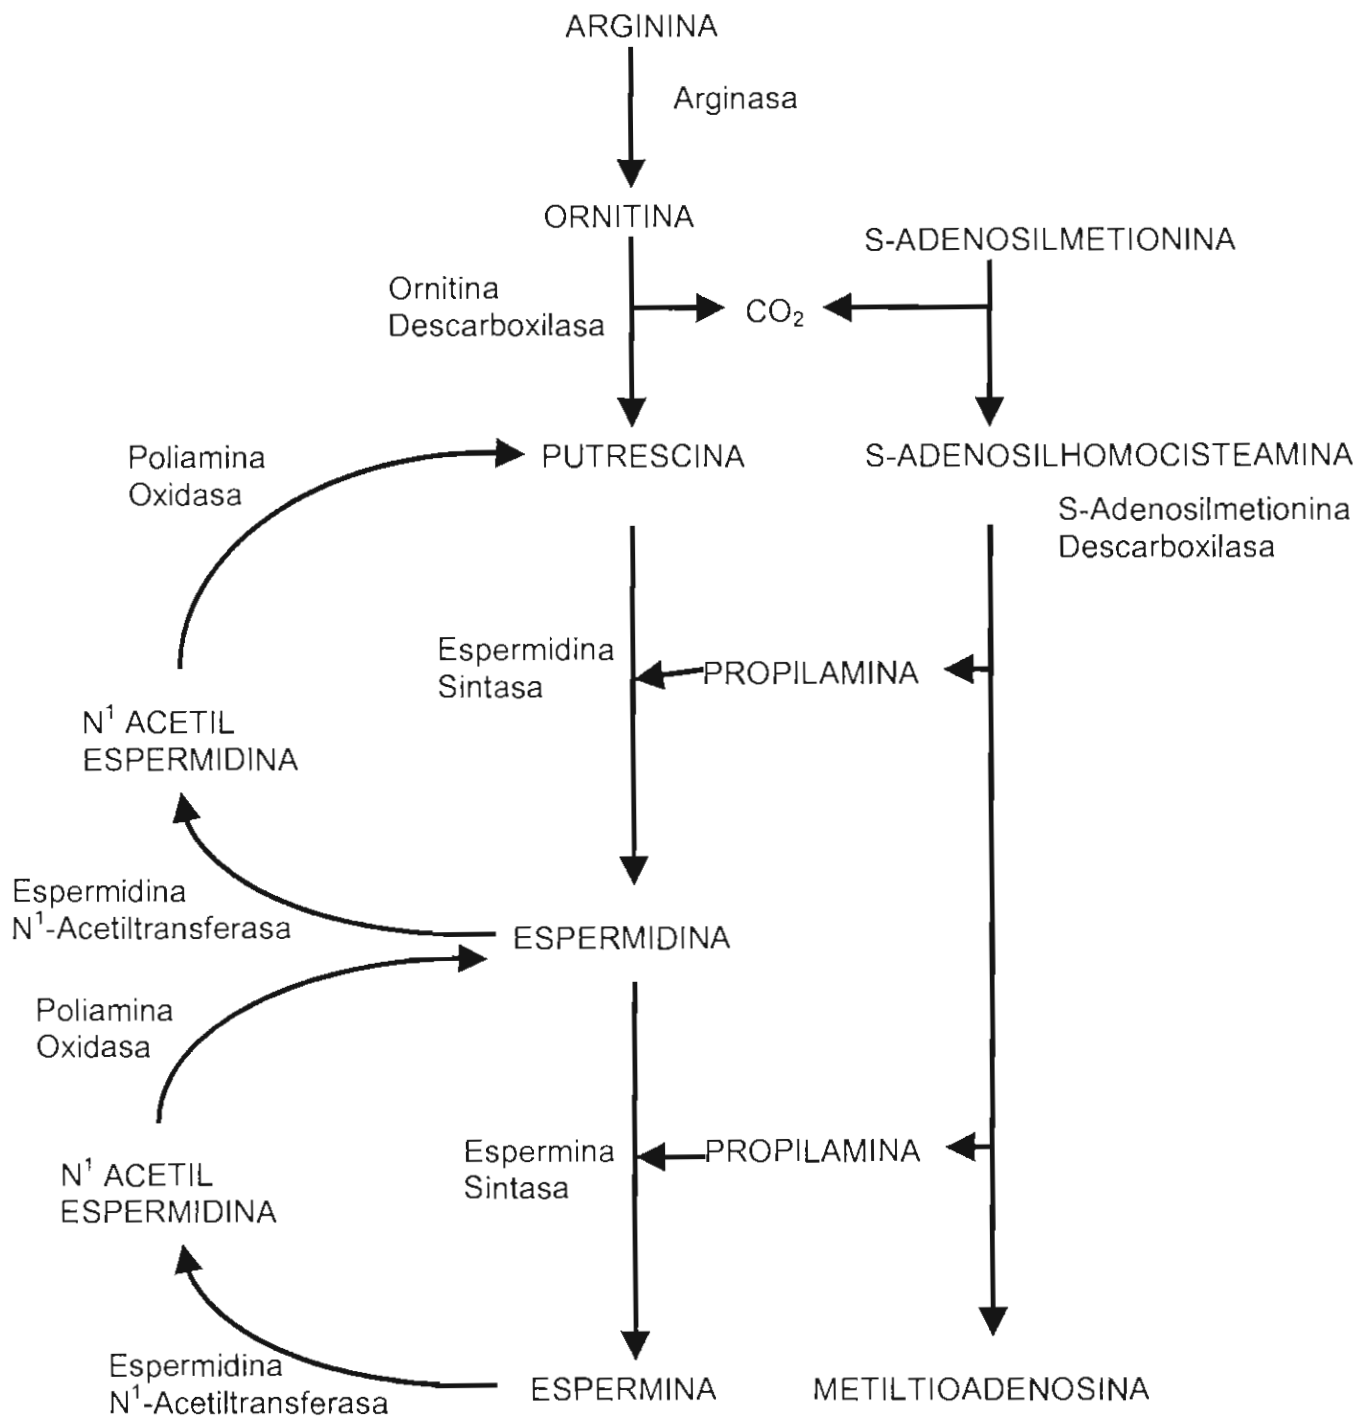 ARGININA
Arginasa
ORNITINA
S-ADENOSILMETIONINA
Ornitina
Descarboxilasa
CO₂
Poliamina
Oxidasa
PUTRESCINA
S-ADENOSILHOMOCISTEAMINA
S-Adenosilmetionina
Descarboxilasa
Espermidina
Sintasa
PROPILAMINA
N¹ ACETIL
ESPERMIDINA
Espermidina
N¹-Acetiltransferasa
ESPERMIDINA
Poliamina
Oxidasa
Espermina
Sintasa
PROPILAMINA
N¹ ACETIL
ESPERMIDINA
Espermidina
N¹-Acetiltransferasa
ESPERMINA
METILTIOADENOSINA